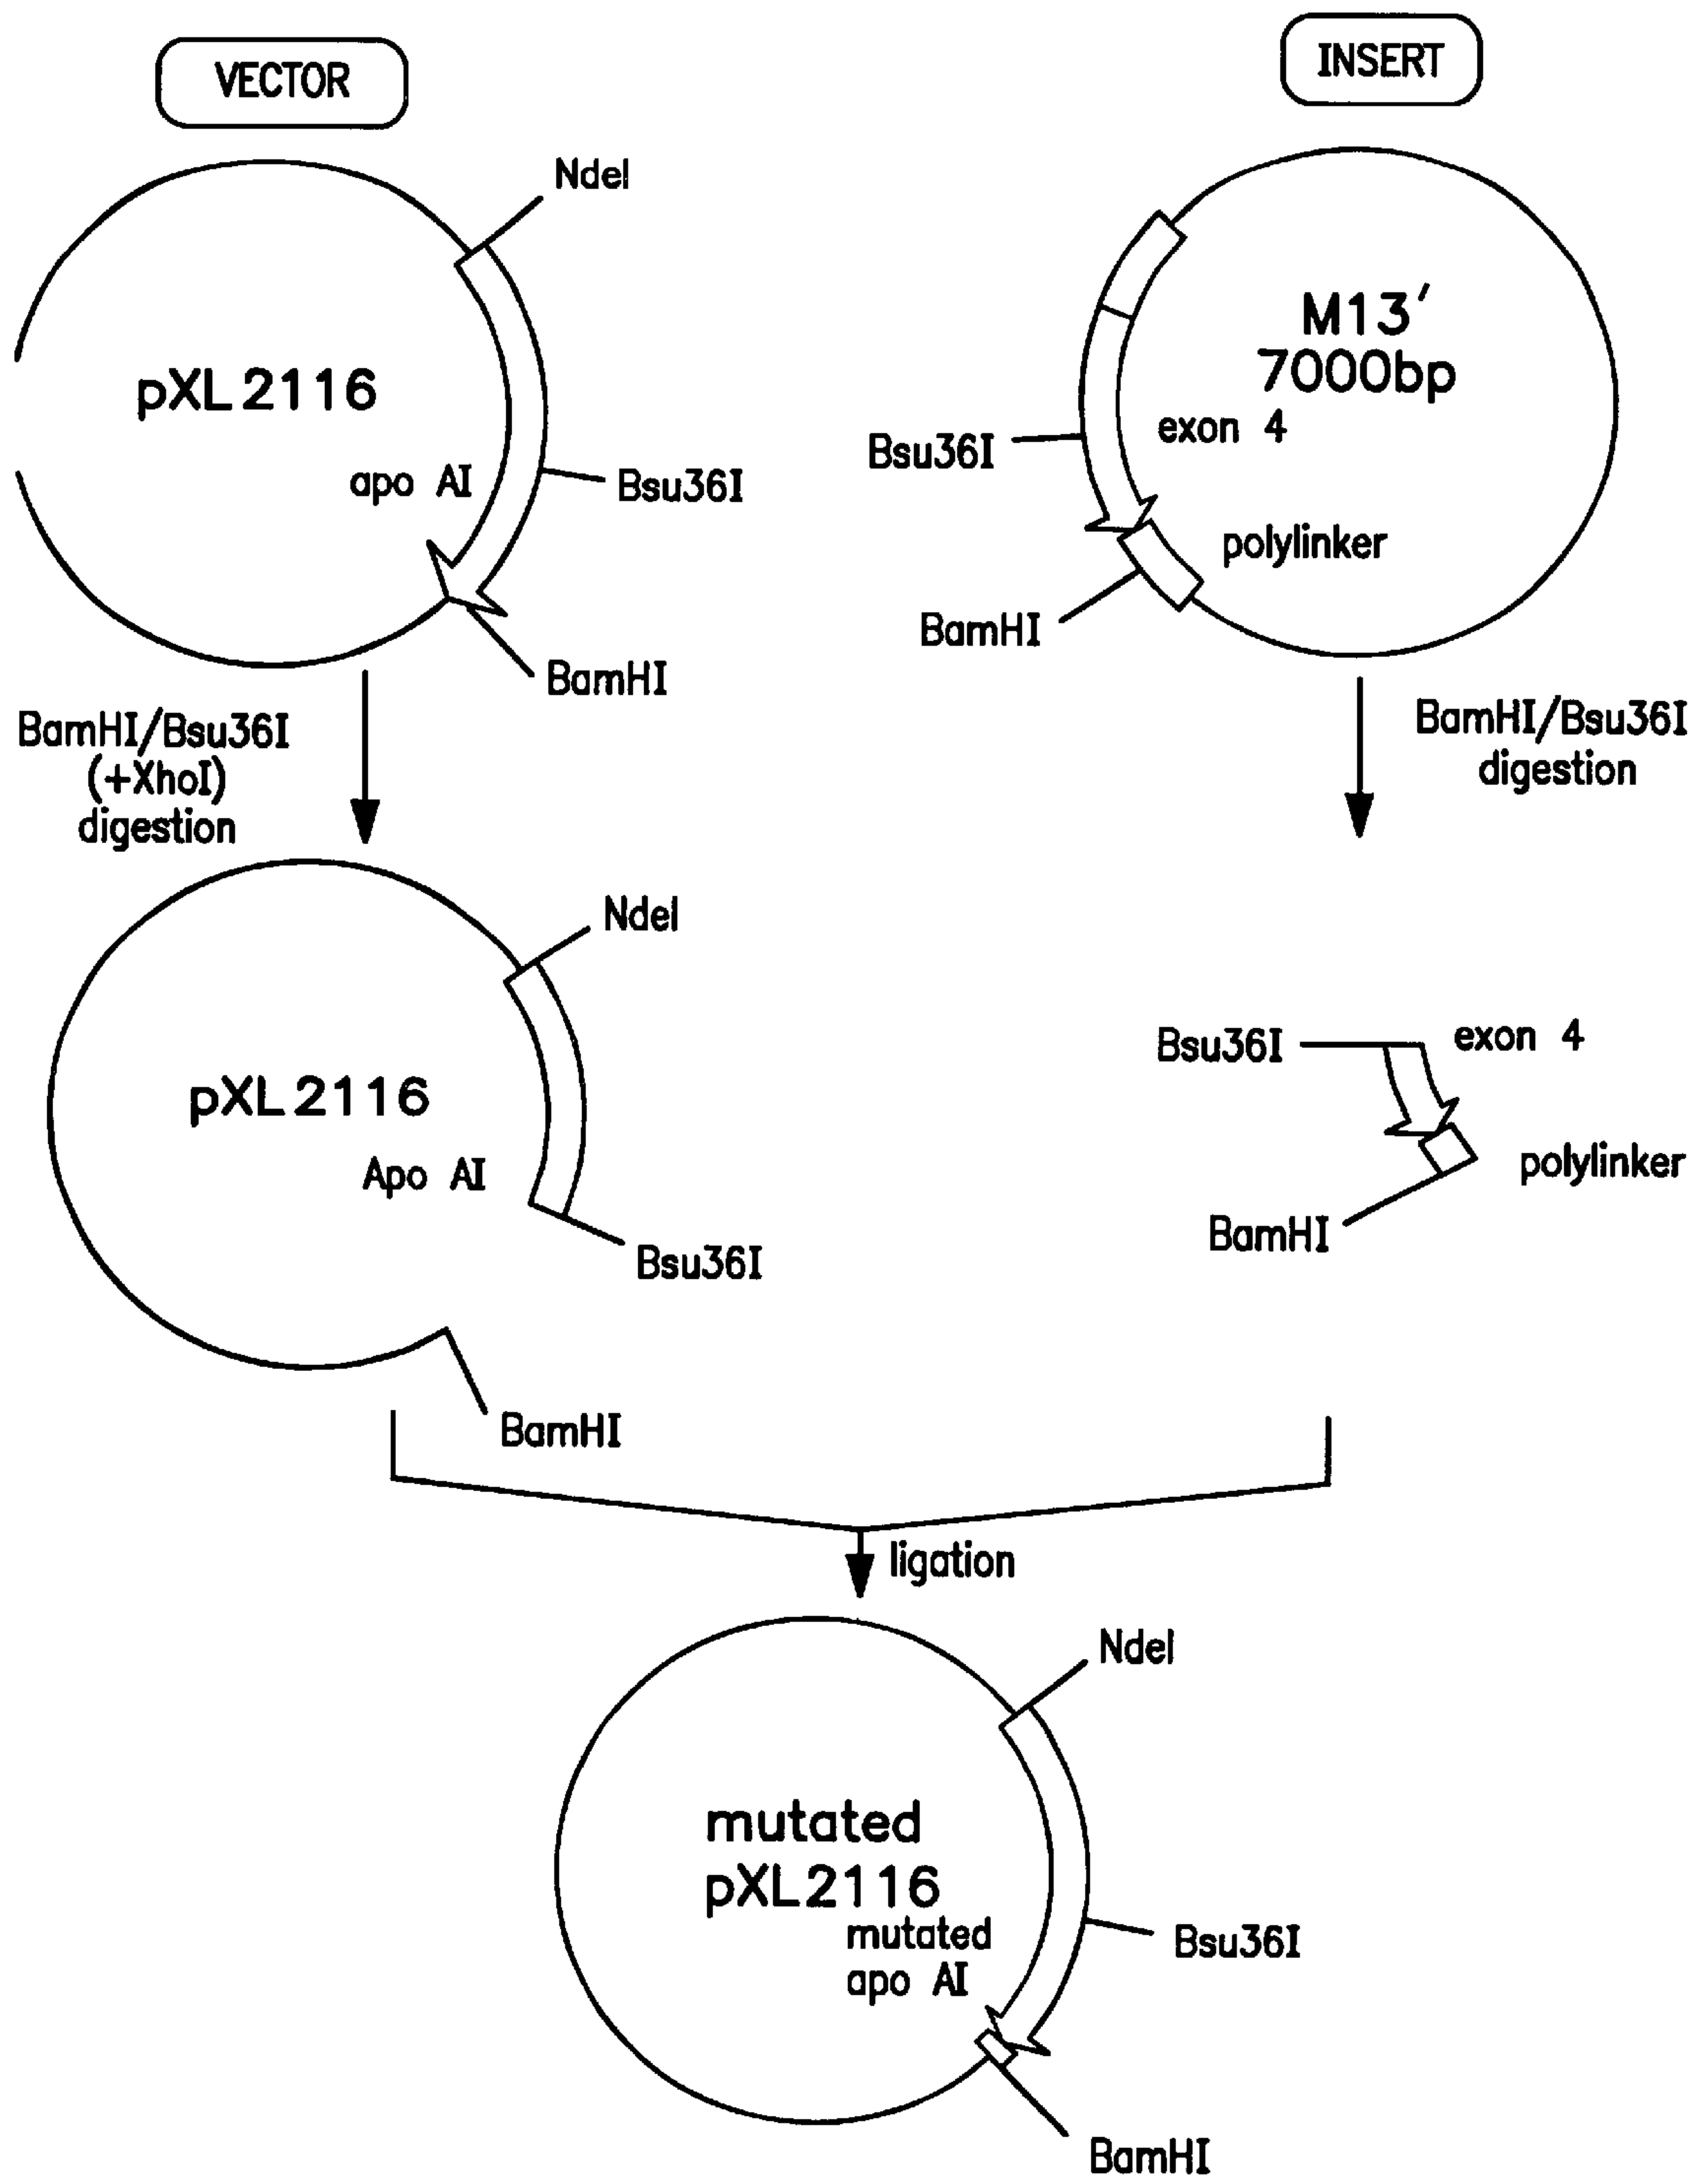 VECTOR
INSERT
NdeI
pXL2116
apo AI
Bsu36I
BamHI
M13′
7000bp
exon 4
Bsu36I
polylinker
BamHI
BamHI/Bsu36I
(+XhoI)
digestion
BamHI/Bsu36I
digestion
NdeI
pXL2116
Apo AI
Bsu36I
BamHI
Bsu36I
exon 4
polylinker
BamHI
ligation
NdeI
mutated
pXL2116
mutated
apo AI
Bsu36I
BamHI